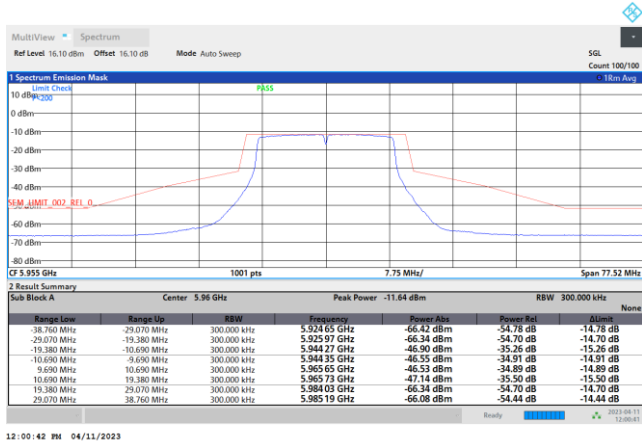 MultiView Spectrum
Ref Level 16.10 dBm Offset 16.10 dB Mode Auto Sweep SGL
Count 100/100
1 Spectrum Emission Mask 1Rm Avg
Limit Check PASS
10 dBm P<200
0 dBm
-10 dBm
-20 dBm
-30 dBm
-40 dBm
SEM_LIMIT_002_REL_0
-60 dBm
-70 dBm
-80 dBm
CF 5.955 GHz 1001 pts 7.75 MHz/ Span 77.52 MHz
2 Result Summary
Sub Block A Center 5.96 GHz Peak Power -11.64 dBm RBW 300.000 kHz
None
Range Low Range Up RBW Frequency Power Abs Power Rel ΔLimit
-38.760 MHz -29.070 MHz 300.000 kHz 5.924 65 GHz -66.42 dBm -54.78 dB -14.78 dB
-29.070 MHz -19.380 MHz 300.000 kHz 5.925 97 GHz -66.34 dBm -54.70 dB -14.70 dB
-19.380 MHz -10.690 MHz 300.000 kHz 5.944 27 GHz -46.90 dBm -35.26 dB -15.26 dB
-10.690 MHz -9.690 MHz 300.000 kHz 5.944 35 GHz -46.55 dBm -34.91 dB -14.91 dB
9.690 MHz 10.690 MHz 300.000 kHz 5.965 65 GHz -46.53 dBm -34.89 dB -14.89 dB
10.690 MHz 19.380 MHz 300.000 kHz 5.965 73 GHz -47.14 dBm -35.50 dB -15.50 dB
19.380 MHz 29.070 MHz 300.000 kHz 5.984 03 GHz -66.34 dBm -54.70 dB -14.70 dB
29.070 MHz 38.760 MHz 300.000 kHz 5.985 19 GHz -66.08 dBm -54.44 dB -14.44 dB
Ready 2023-04-11
12:00:41
12:00:42 PM 04/11/2023